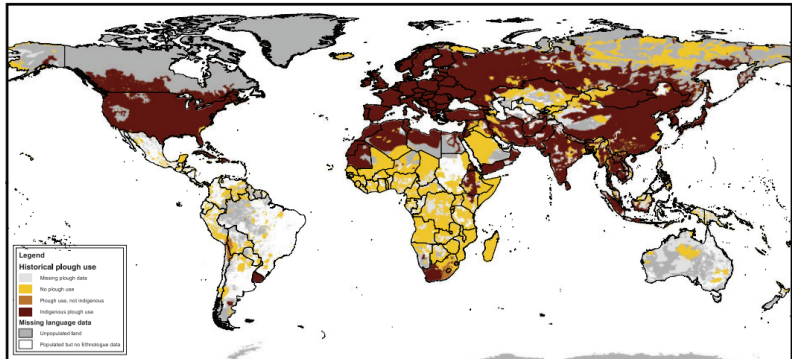 Legend
Historical plough use
Missing plough data
No plough use
Plough use, not indigenous
Indigenous plough use
Missing language data
Unpopulated land
Populated but no Ethnologue data